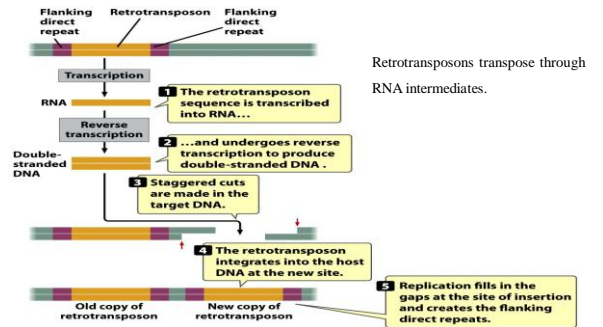 Flanking
direct
repeat
Retrotransposon
Flanking
direct
repeat
Transcription
1 The retrotransposon
sequence is transcribed
into RNA...
RNA
Reverse
transcription
2 ...and undergoes reverse
transcription to produce
double-stranded DNA .
Double-
stranded
DNA
3 Staggered cuts
are made in the
target DNA.
4 The retrotransposon
integrates into the host
DNA at the new site.
5 Replication fills in the
gaps at the site of insertion
and creates the flanking
direct repeats.
Old copy of
retrotransposon
New copy of
retrotransposon
Retrotransposons transpose through
RNA intermediates.